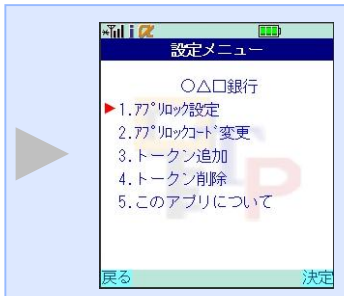 設定メニュー
○△□銀行
1.アプリロック設定
2.アプリロックコード変更
3.トークン追加
4.トークン削除
5.このアプリについて
戻る
決定